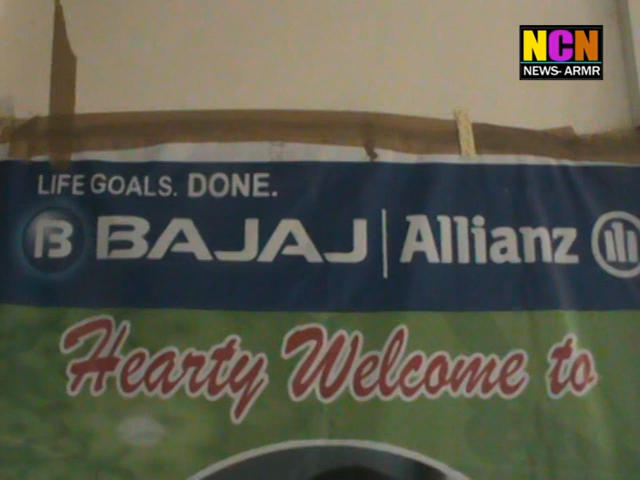 NCN
NEWS- ARMR
LIFE GOALS. DONE.
B BAJAJ | Allianz
Hearty Welcome to